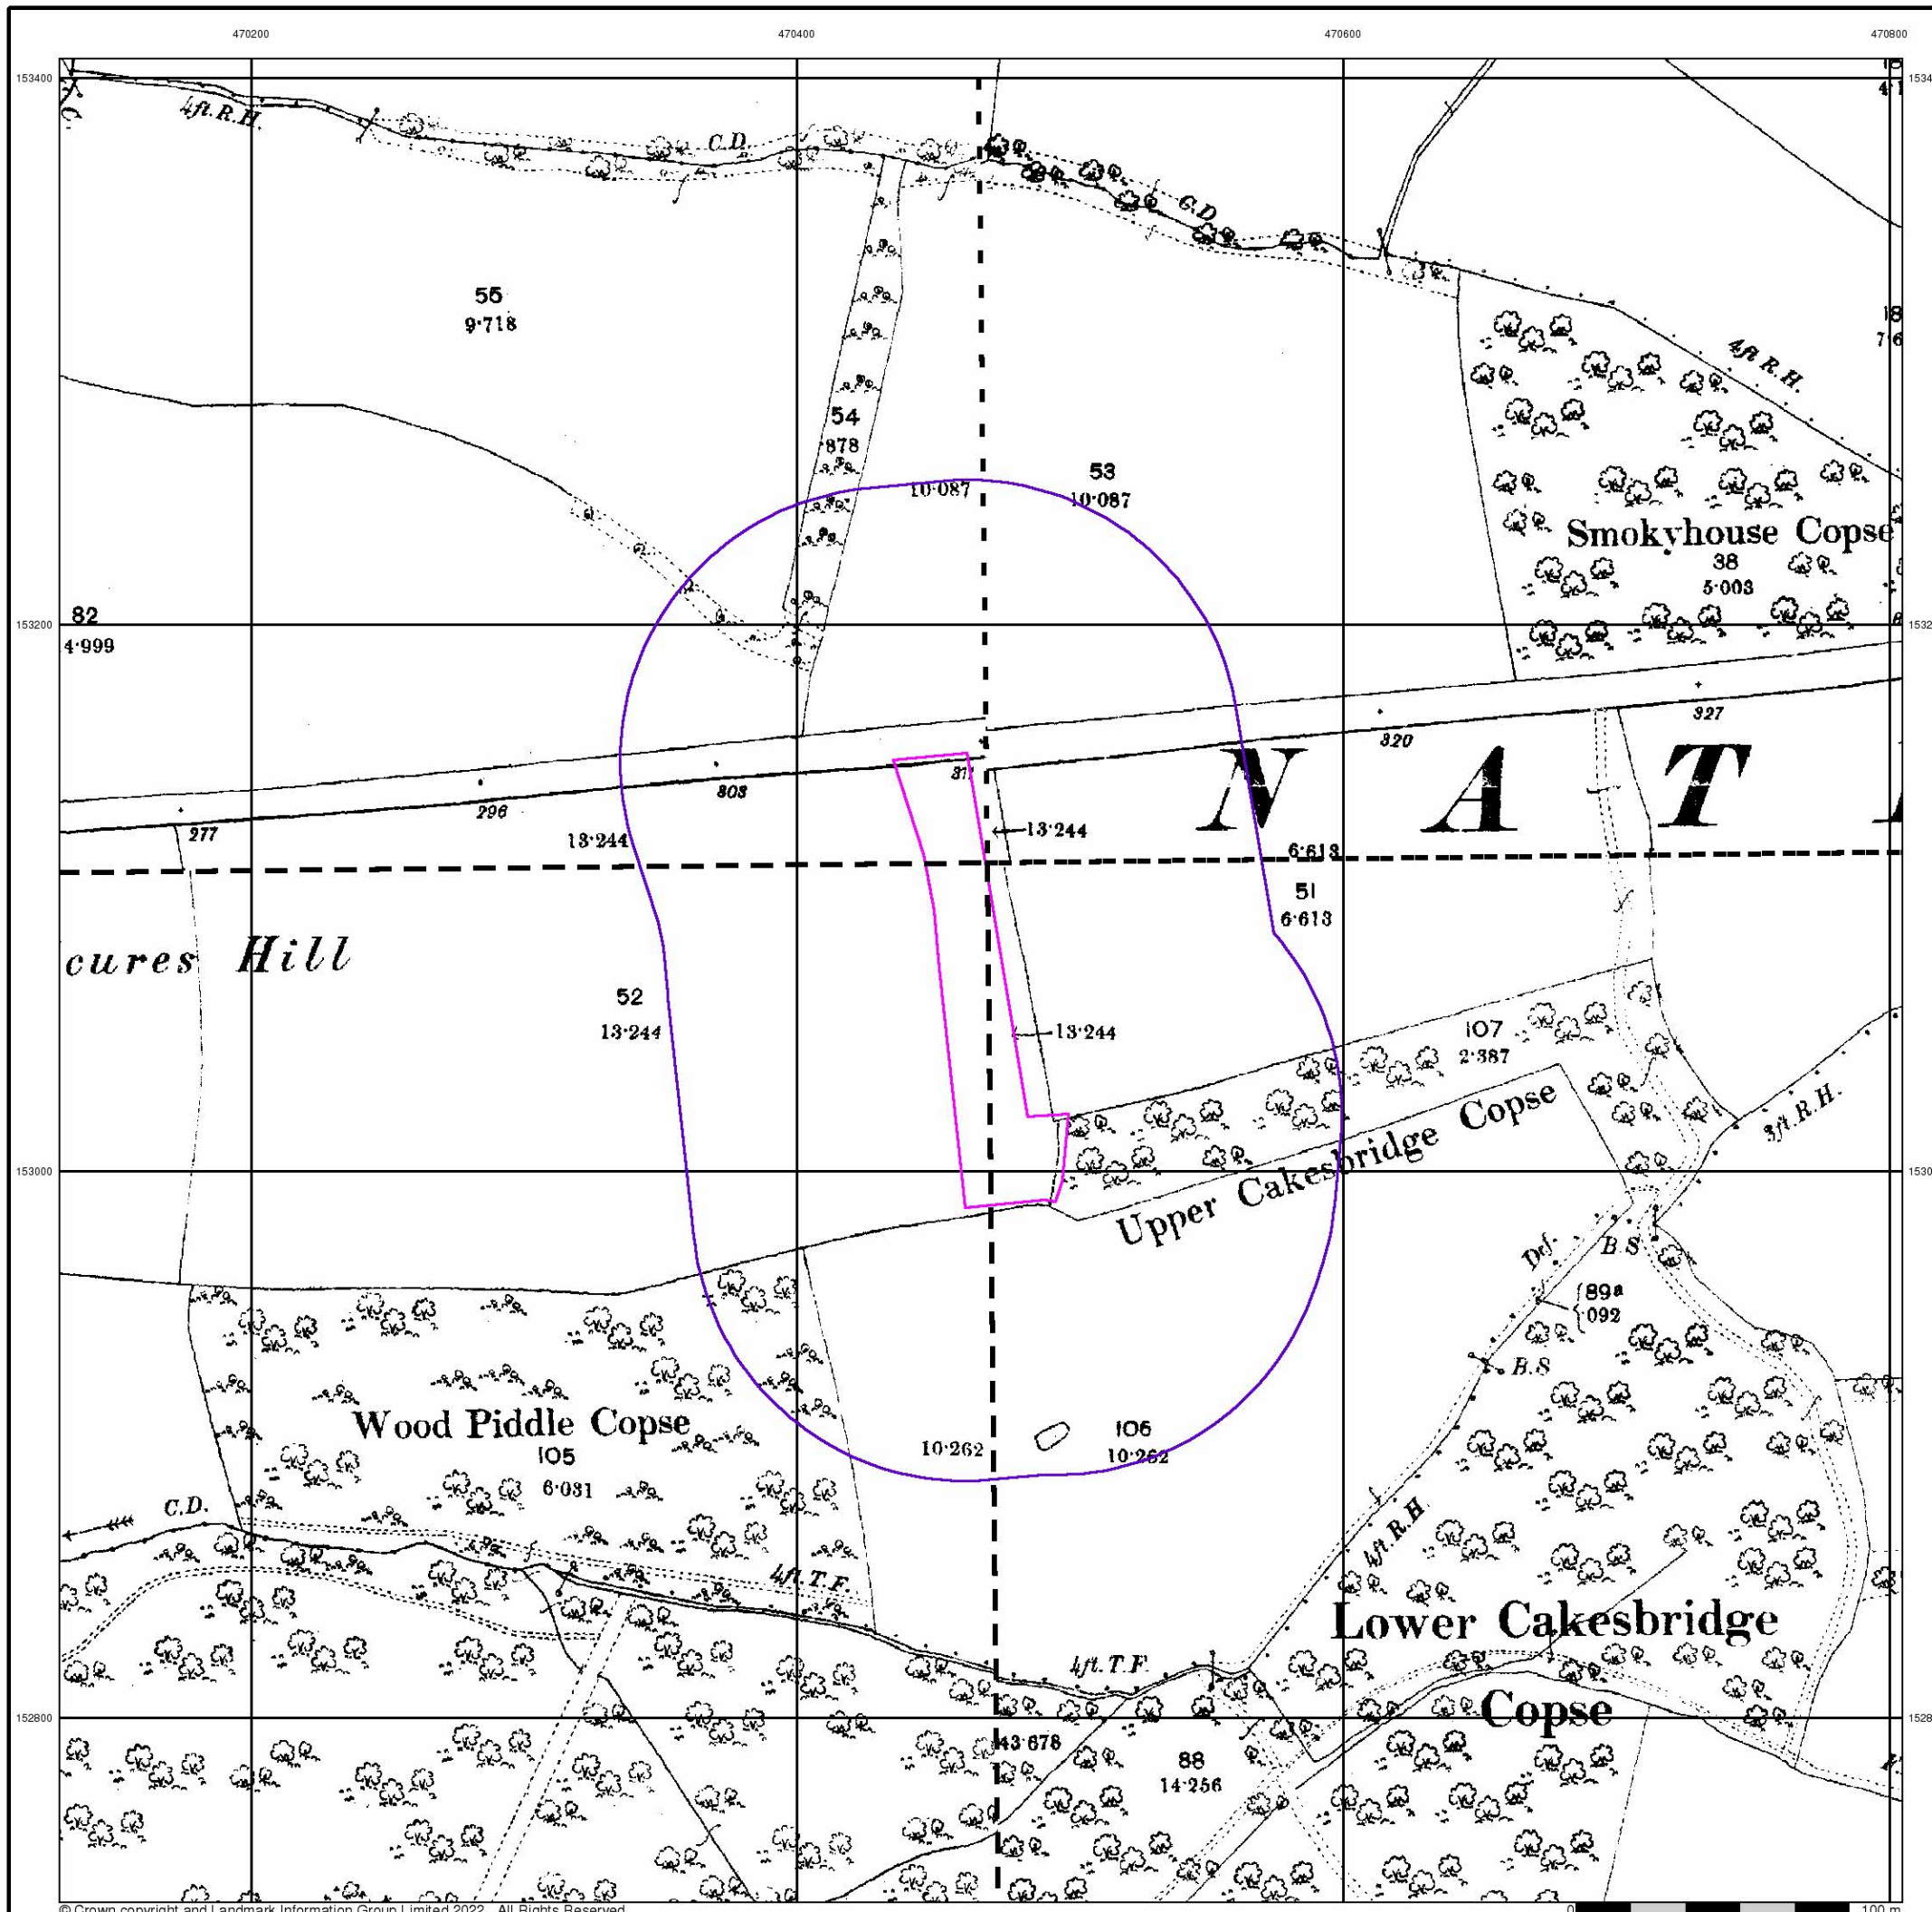 470200
470400
470600
470800
153400
4ft. R.H.
C.D.
C.D.
C.
55
9·718
54
·878
53
10·087
10·087
4ft. R.H.
Smokyhouse Copse
38
5·003
82
4·999
153200
277
296
303
320
327
N A T
13·244
13·244
6·613
51
6·613
cures Hill
52
13·244
13·244
107
2·387
Upper Cakesbridge Copse
3ft. R.H.
153000
Def.
B.S
89a
·092
B.S
Wood Piddle Copse
105
6·031
10·262
106
10·262
C.D.
4ft. T.F.
4ft. R.H.
Lower Cakesbridge
Copse
4ft. T.F.
43·678
88
14·256
152800
© Crown copyright and Landmark Information Group Limited 2022. All Rights Reserved.
0
100 m